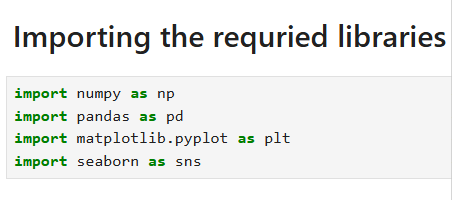 Importing the requried libraries
import numpy as np
import pandas as pd
import matplotlib.pyplot as plt
import seaborn as sns